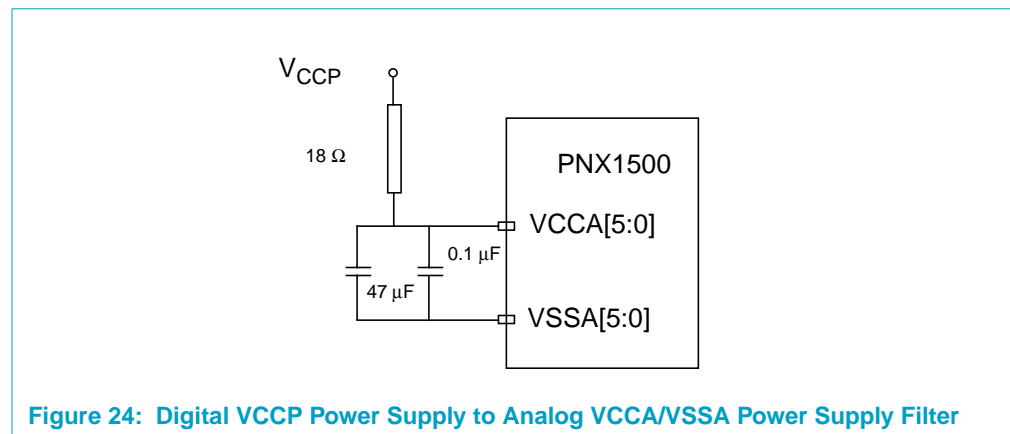 VCCP
18 Ω
PNX1500
VCCA[5:0]
0.1 μF
47 μF
VSSA[5:0]
Figure 24: Digital VCCP Power Supply to Analog VCCA/VSSA Power Supply Filter